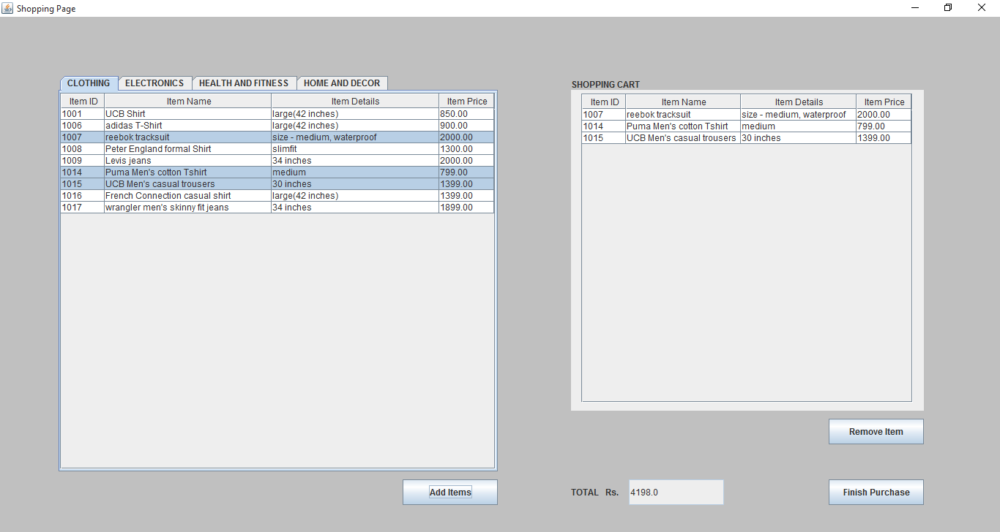 Shopping Page
CLOTHING ELECTRONICS HEALTH AND FITNESS HOME AND DECOR
Item ID Item Name Item Details Item Price
1001 UCB Shirt large(42 inches) 850.00
1006 adidas T-Shirt large(42 inches) 900.00
1007 reebok tracksuit size - medium, waterproof 2000.00
1008 Peter England formal Shirt slimfit 1300.00
1009 Levis jeans 34 inches 2000.00
1014 Puma Men's cotton Tshirt medium 799.00
1015 UCB Men's casual trousers 30 inches 1399.00
1016 French Connection casual shirt large(42 inches) 1399.00
1017 wrangler men's skinny fit jeans 34 inches 1899.00
Add Items
SHOPPING CART
Item ID Item Name Item Details Item Price
1007 reebok tracksuit size - medium, waterproof 2000.00
1014 Puma Men's cotton Tshirt medium 799.00
1015 UCB Men's casual trousers 30 inches 1399.00
Remove Item
TOTAL Rs. 4198.0
Finish Purchase